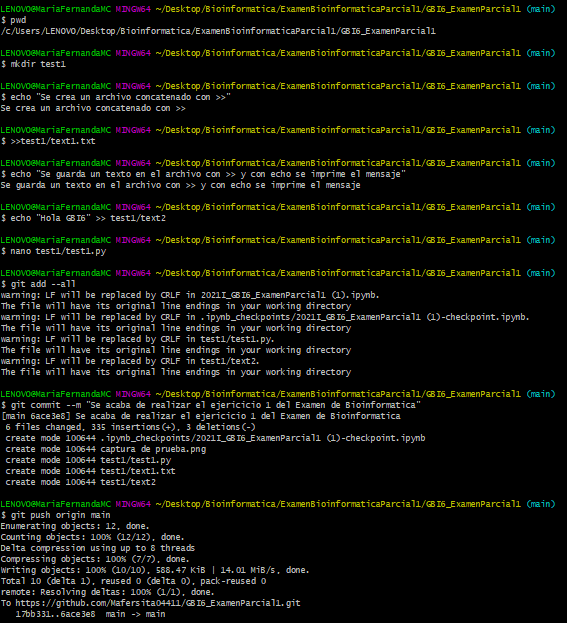 LENOVO@MariaFernandaMC MINGW64 ~/Desktop/Bioinformatica/ExamenBioinformaticaParcial1/GBI6_ExamenParcial1 (main)
$ pwd
/c/Users/LENOVO/Desktop/Bioinformatica/ExamenBioinformaticaParcial1/GBI6_ExamenParcial1
LENOVO@MariaFernandaMC MINGW64 ~/Desktop/Bioinformatica/ExamenBioinformaticaParcial1/GBI6_ExamenParcial1 (main)
$ mkdir test1
LENOVO@MariaFernandaMC MINGW64 ~/Desktop/Bioinformatica/ExamenBioinformaticaParcial1/GBI6_ExamenParcial1 (main)
$ echo "Se crea un archivo concatenado con >>"
Se crea un archivo concatenado con >>
LENOVO@MariaFernandaMC MINGW64 ~/Desktop/Bioinformatica/ExamenBioinformaticaParcial1/GBI6_ExamenParcial1 (main)
$ >>test1/text1.txt
LENOVO@MariaFernandaMC MINGW64 ~/Desktop/Bioinformatica/ExamenBioinformaticaParcial1/GBI6_ExamenParcial1 (main)
$ echo "Se guarda un texto en el archivo con >> y con echo se imprime el mensaje"
Se guarda un texto en el archivo con >> y con echo se imprime el mensaje
LENOVO@MariaFernandaMC MINGW64 ~/Desktop/Bioinformatica/ExamenBioinformaticaParcial1/GBI6_ExamenParcial1 (main)
$ echo "Hola GBI6" >> test1/text2
LENOVO@MariaFernandaMC MINGW64 ~/Desktop/Bioinformatica/ExamenBioinformaticaParcial1/GBI6_ExamenParcial1 (main)
$ nano test1/test1.py
LENOVO@MariaFernandaMC MINGW64 ~/Desktop/Bioinformatica/ExamenBioinformaticaParcial1/GBI6_ExamenParcial1 (main)
$ git add --all
warning: LF will be replaced by CRLF in 2021I_GBI6_ExamenParcial1 (1).ipynb.
The file will have its original line endings in your working directory
warning: LF will be replaced by CRLF in .ipynb_checkpoints/2021I_GBI6_ExamenParcial1 (1)-checkpoint.ipynb.
The file will have its original line endings in your working directory
warning: LF will be replaced by CRLF in test1/test1.py.
The file will have its original line endings in your working directory
warning: LF will be replaced by CRLF in test1/text2.
The file will have its original line endings in your working directory
LENOVO@MariaFernandaMC MINGW64 ~/Desktop/Bioinformatica/ExamenBioinformaticaParcial1/GBI6_ExamenParcial1 (main)
$ git commit --m "Se acaba de realizar el ejericicio 1 del Examen de Bioinformatica"
[main 6ace3e8] Se acaba de realizar el ejericicio 1 del Examen de Bioinformatica
6 files changed, 335 insertions(+), 3 deletions(-)
create mode 100644 .ipynb_checkpoints/2021I_GBI6_ExamenParcial1 (1)-checkpoint.ipynb
create mode 100644 captura de prueba.png
create mode 100644 test1/test1.py
create mode 100644 test1/text1.txt
create mode 100644 test1/text2
LENOVO@MariaFernandaMC MINGW64 ~/Desktop/Bioinformatica/ExamenBioinformaticaParcial1/GBI6_ExamenParcial1 (main)
$ git push origin main
Enumerating objects: 12, done.
Counting objects: 100% (12/12), done.
Delta compression using up to 8 threads
Compressing objects: 100% (7/7), done.
Writing objects: 100% (10/10), 588.47 KiB | 14.01 MiB/s, done.
Total 10 (delta 1), reused 0 (delta 0), pack-reused 0
remote: Resolving deltas: 100% (1/1), done.
To https://github.com/Mafersita04411/GBI6_ExamenParcial1.git
17bb331..6ace3e8 main -> main